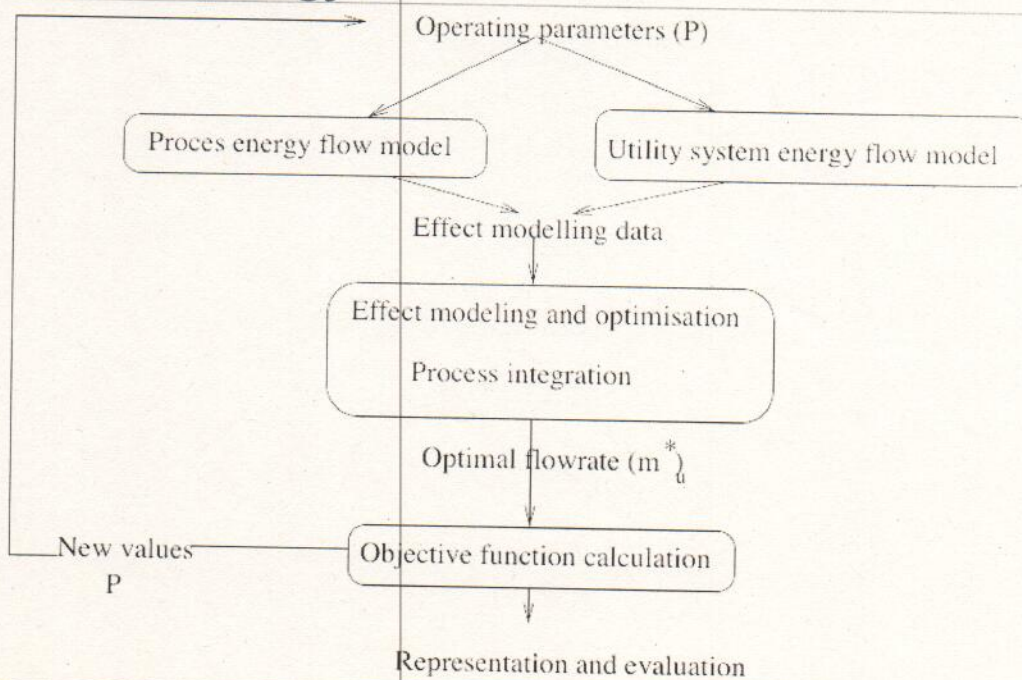 Operating parameters (P)
Proces energy flow model
Utility system energy flow model
Effect modelling data
Effect modeling and optimisation
Process integration
Optimal flowrate (m*u)
New values
P
Objective function calculation
Representation and evaluation